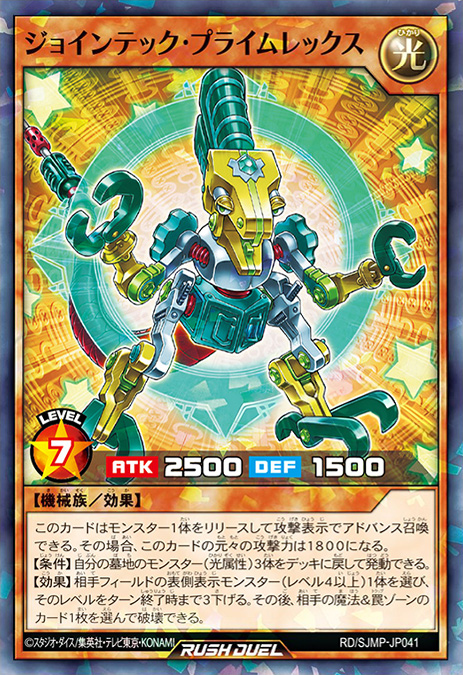 ジョインテック・プライムレックス
ひかり
光
LEVEL
7
ATK 2500 DEF 1500
【機械族／効果】
このカードはモンスター1体をリリースして攻撃表示でアドバンス召喚
できる。その場合、このカードの元々の攻撃力は1800になる。
【条件】自分の墓地のモンスター(光属性)3体をデッキに戻して発動できる。
【効果】相手フィールドの表側表示モンスター(レベル4以上)1体を選び、
そのレベルをターン終了時まで3下げる。その後、相手の魔法&罠ゾーンの
カード1枚を選んで破壊できる。
©スタジオ・ダイス/集英社・テレビ東京・KONAMI
RUSH DUEL
RD/SJMP-JP041